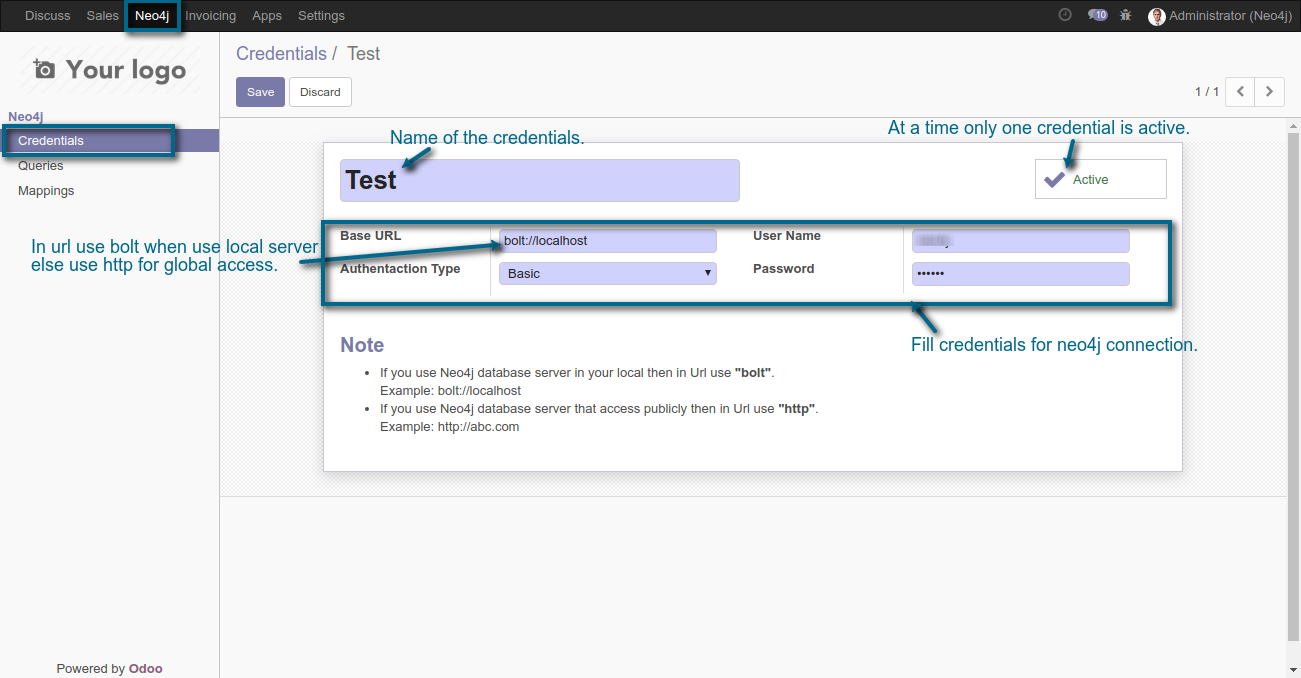 Discuss Sales Neo4j Invoicing Apps Settings 10 Administrator (Neo4j)
Your logo
Credentials / Test
Save Discard
1 / 1
Neo4j
Credentials
Queries
Mappings
Name of the credentials.
At a time only one credential is active.
Test
Active
In url use bolt when use local server
else use http for global access.
Base URL bolt://localhost User Name
Authentaction Type Basic Password ••••••
Fill credentials for neo4j connection.
Note
• If you use Neo4j database server in your local then in Url use "bolt".
Example: bolt://localhost
• If you use Neo4j database server that access publicly then in Url use "http".
Example: http://abc.com
Powered by Odoo